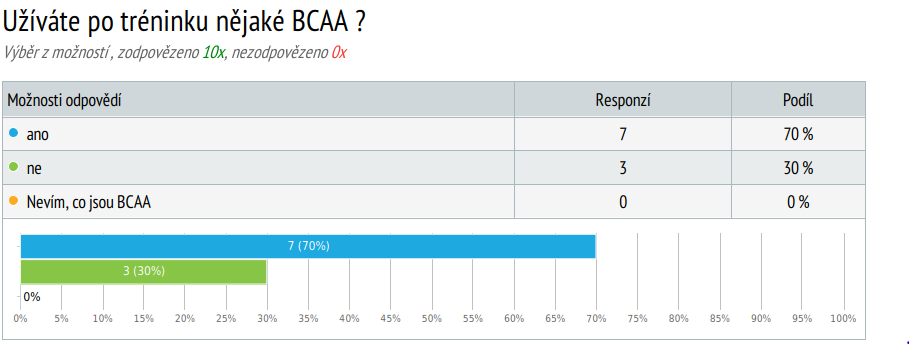 Užíváte po tréninku nějaké BCAA ?
Výběr z možností , zodpovězeno 10x, nezodpovězeno 0x
Možnosti odpovědí Responzí Podíl
ano 7 70 %
ne 3 30 %
Nevím, co jsou BCAA 0 0 %
7 (70%)
3 (30%)
0%
0% 5% 10% 15% 20% 25% 30% 35% 40% 45% 50% 55% 60% 65% 70% 75% 80% 85% 90% 95% 100%